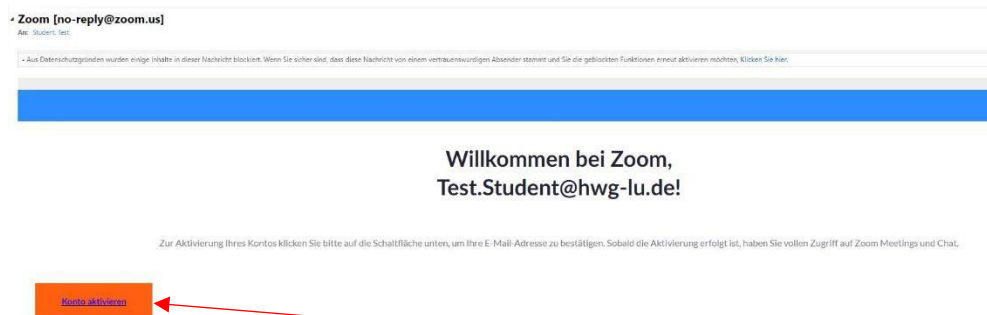 Zoom [no-reply@zoom.us]
An: Student, Test
• Aus Datenschutzgründen wurden einige Inhalte in dieser Nachricht blockiert. Wenn Sie sicher sind, dass diese Nachricht von einem vertrauenswürdigen Absender stammt und Sie die geblockten Funktionen erneut aktivieren möchten, Klicken Sie hier.
Willkommen bei Zoom,
Test.Student@hwg-lu.de!
Zur Aktivierung Ihres Kontos klicken Sie bitte auf die Schaltfläche unten, um Ihre E-Mail-Adresse zu bestätigen. Sobald die Aktivierung erfolgt ist, haben Sie vollen Zugriff auf Zoom Meetings und Chat.
Konto aktivieren